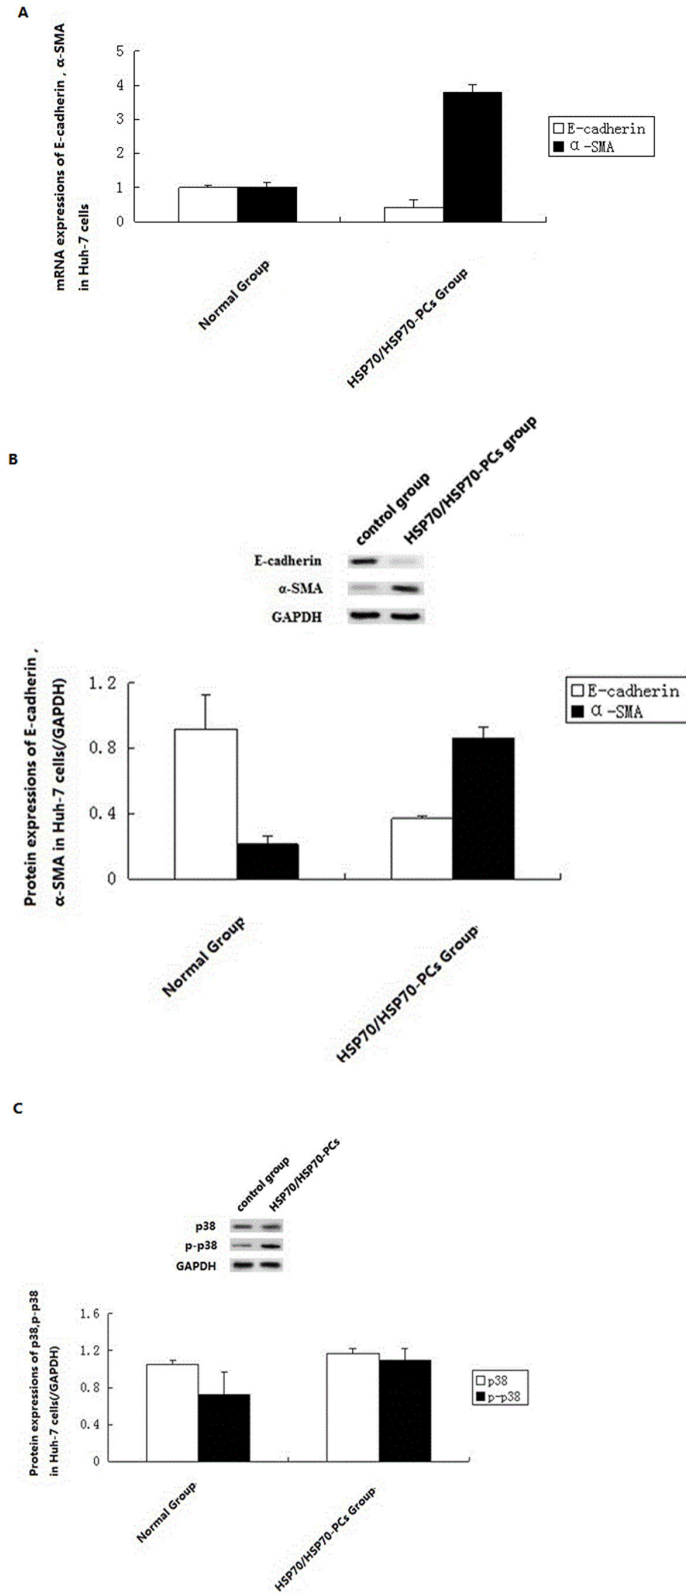 A
mRNA expressions of E-cadherin , α-SMA
in Huh-7 cells
5
4
3
2
1
0
E-cadherin
α-SMA
Normal Group
HSP70/HSP70-PCs Group
B
control group
HSP70/HSP70-PCs group
E-cadherin
α-SMA
GAPDH
Protein expressions of E-cadherin ,
α-SMA in Huh-7 cells(/GAPDH)
1.2
0.8
0.4
0
E-cadherin
α-SMA
Normal Group
HSP70/HSP70-PCs Group
C
control group
HSP70/HSP70-PCs
p38
p-p38
GAPDH
Protein expressions of p38,p-p38
in Huh-7 cells(/GAPDH)
1.6
1.2
0.8
0.4
0
p38
p-p38
Normal Group
HSP70/HSP70-PCs Group